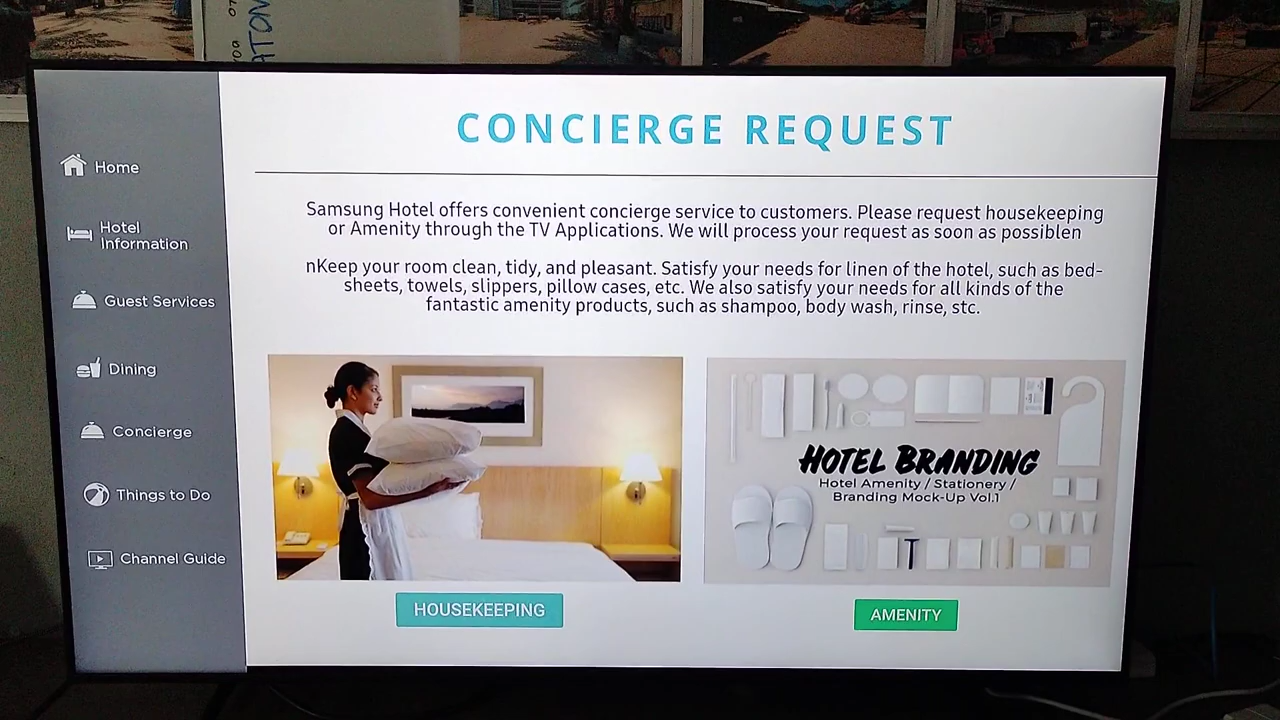 ATON
CONCIERGE REQUEST
Home
Hotel
Information
Guest Services
Dining
Concierge
Things to Do
Channel Guide
Samsung Hotel offers convenient concierge service to customers. Please request housekeeping
or Amenity through the TV Applications. We will process your request as soon as possiblen
nKeep your room clean, tidy, and pleasant. Satisfy your needs for linen of the hotel, such as bed-
sheets, towels, slippers, pillow cases, etc. We also satisfy your needs for all kinds of the
fantastic amenity products, such as shampoo, body wash, rinse, stc.
HOTEL BRANDING
Hotel Amenity / Stationery /
Branding Mock-Up Vol.1
HOUSEKEEPING
AMENITY